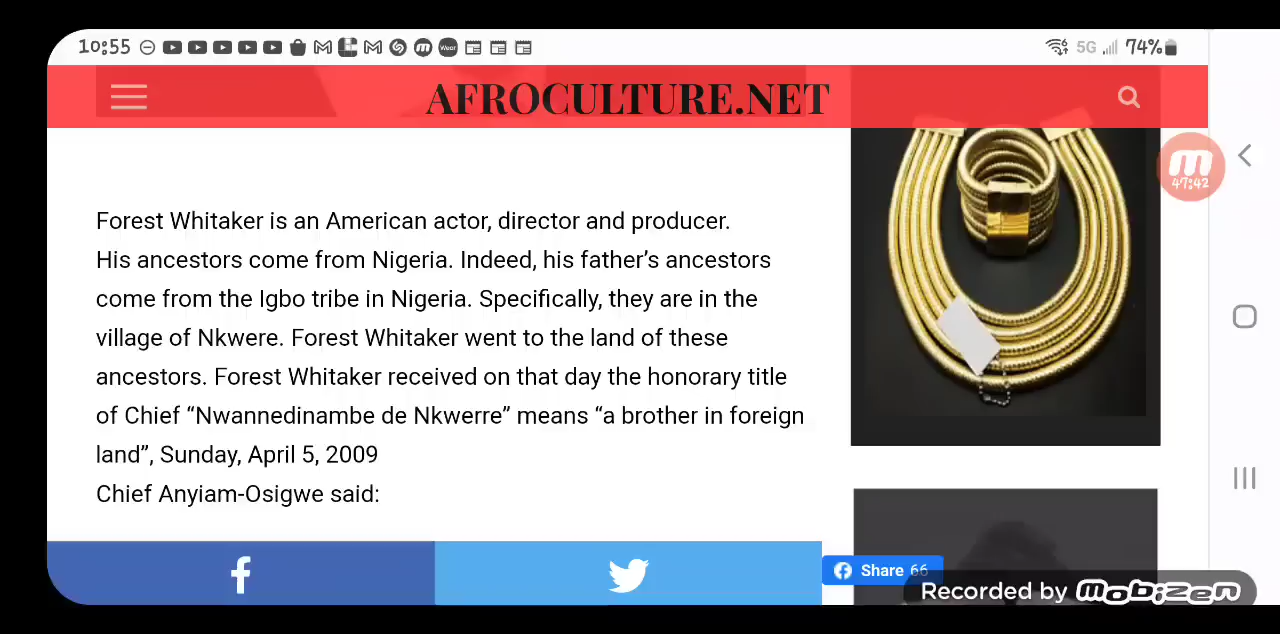 10:55
Wear
5G
74%
AFROCULTURE.NET
47:42
Forest Whitaker is an American actor, director and producer.
His ancestors come from Nigeria. Indeed, his father's ancestors
come from the Igbo tribe in Nigeria. Specifically, they are in the
village of Nkwere. Forest Whitaker went to the land of these
ancestors. Forest Whitaker received on that day the honorary title
of Chief “Nwannedinambe de Nkwerre” means “a brother in foreign
land”, Sunday, April 5, 2009
Chief Anyiam-Osigwe said:
Share 66
Recorded by mobizen